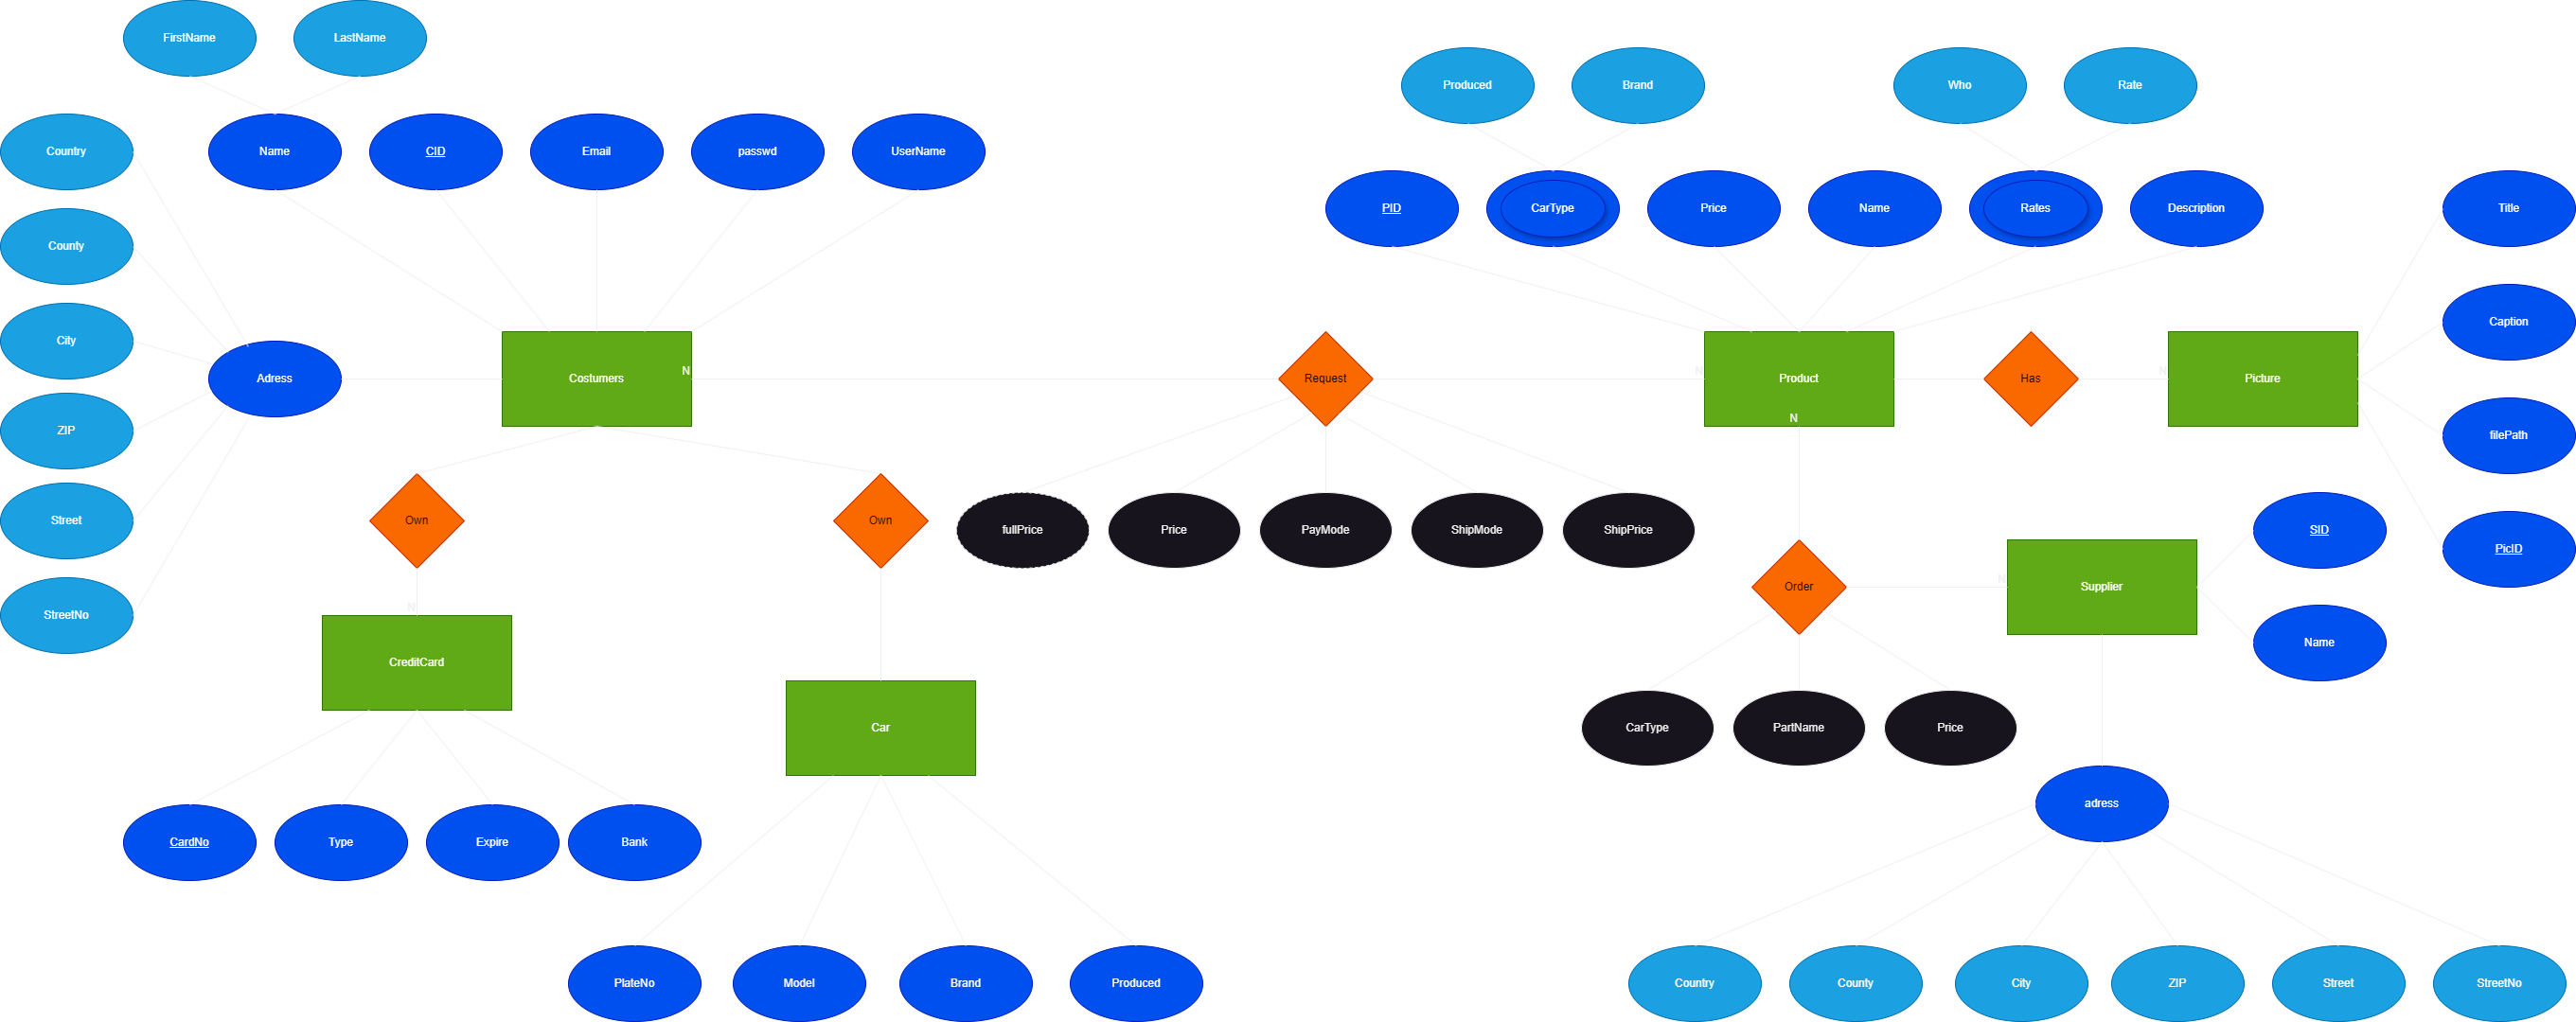 FirstName
LastName
Produced
Brand
Who
Rate
Country
Name
CID
Email
passwd
UserName
PID
CarType
Price
Name
Rates
Description
Title
County
Caption
City
Adress
Costumers
N
Request
N
Product
N
Has
N
Picture
ZIP
filePath
Street
Own
Own
fullPrice
Price
PayMode
ShipMode
ShipPrice
SID
PicID
Order
N
Supplier
StreetNo
N
Name
CreditCard
Car
CarType
PartName
Price
adress
CardNo
Type
Expire
Bank
PlateNo
Model
Brand
Produced
Country
County
City
ZIP
Street
StreetNo